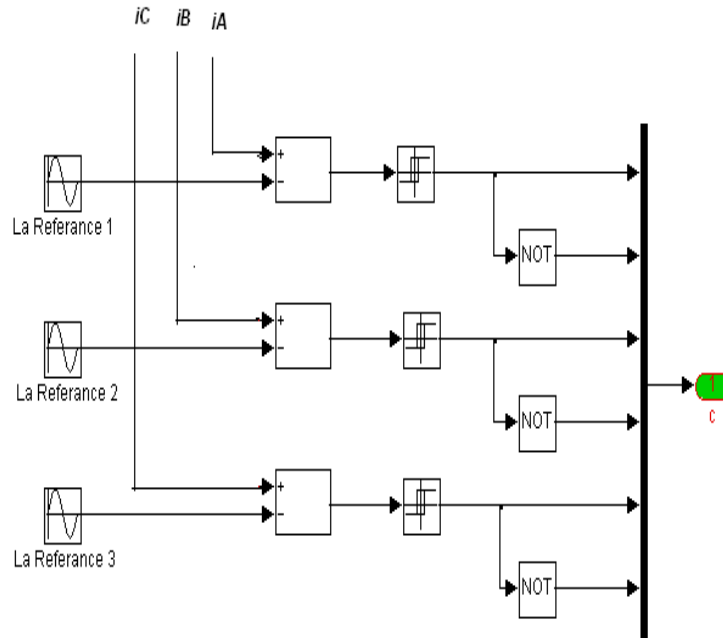 iC iB iA
+
−
La Referance 1
NOT
+
−
La Referance 2
NOT
1
c
+
−
La Referance 3
NOT